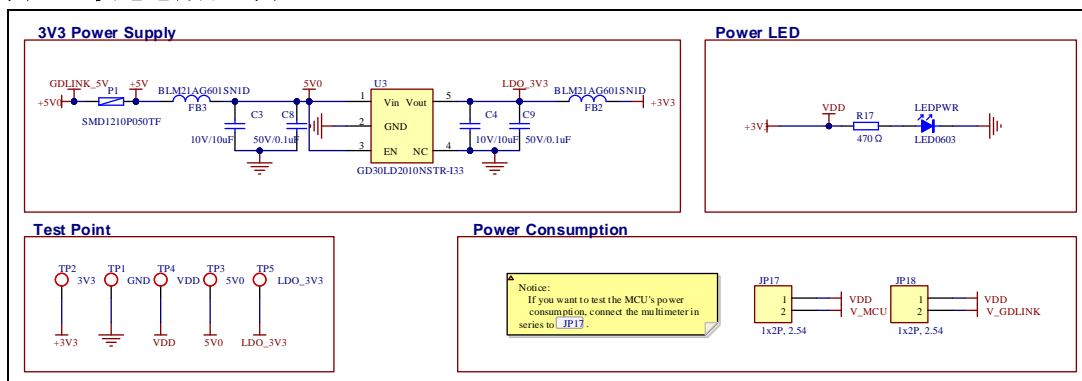 3V3 Power Supply
GDLINK_5V
+5V0
P1
+5V
SMD1210P050TF
BLM21AG601SN1D
FB3
C3
10V/10uF
C8
50V/0.1uF
5V0
U3
1
Vin
Vout
5
2
GND
3
EN
NC
4
GD30LD2010NSTR-I33
LDO_3V3
C4
10V/10uF
C9
50V/0.1uF
BLM21AG601SN1D
FB2
+3V3
Power LED
+3V3
VDD
R17
470 Ω
LEDPWR
LED0603
Test Point
TP2
3V3
+3V3
TP1
GND
TP4
VDD
VDD
TP3
5V0
5V0
TP5
LDO_3V3
LDO_3V3
Power Consumption
Notice:
If you want to test the MCU's power
consumption, connect the multimeter in
series to JP17 .
JP17
1
VDD
2
V_MCU
1x2P, 2.54
JP18
1
VDD
2
V_GDLINK
1x2P, 2.54